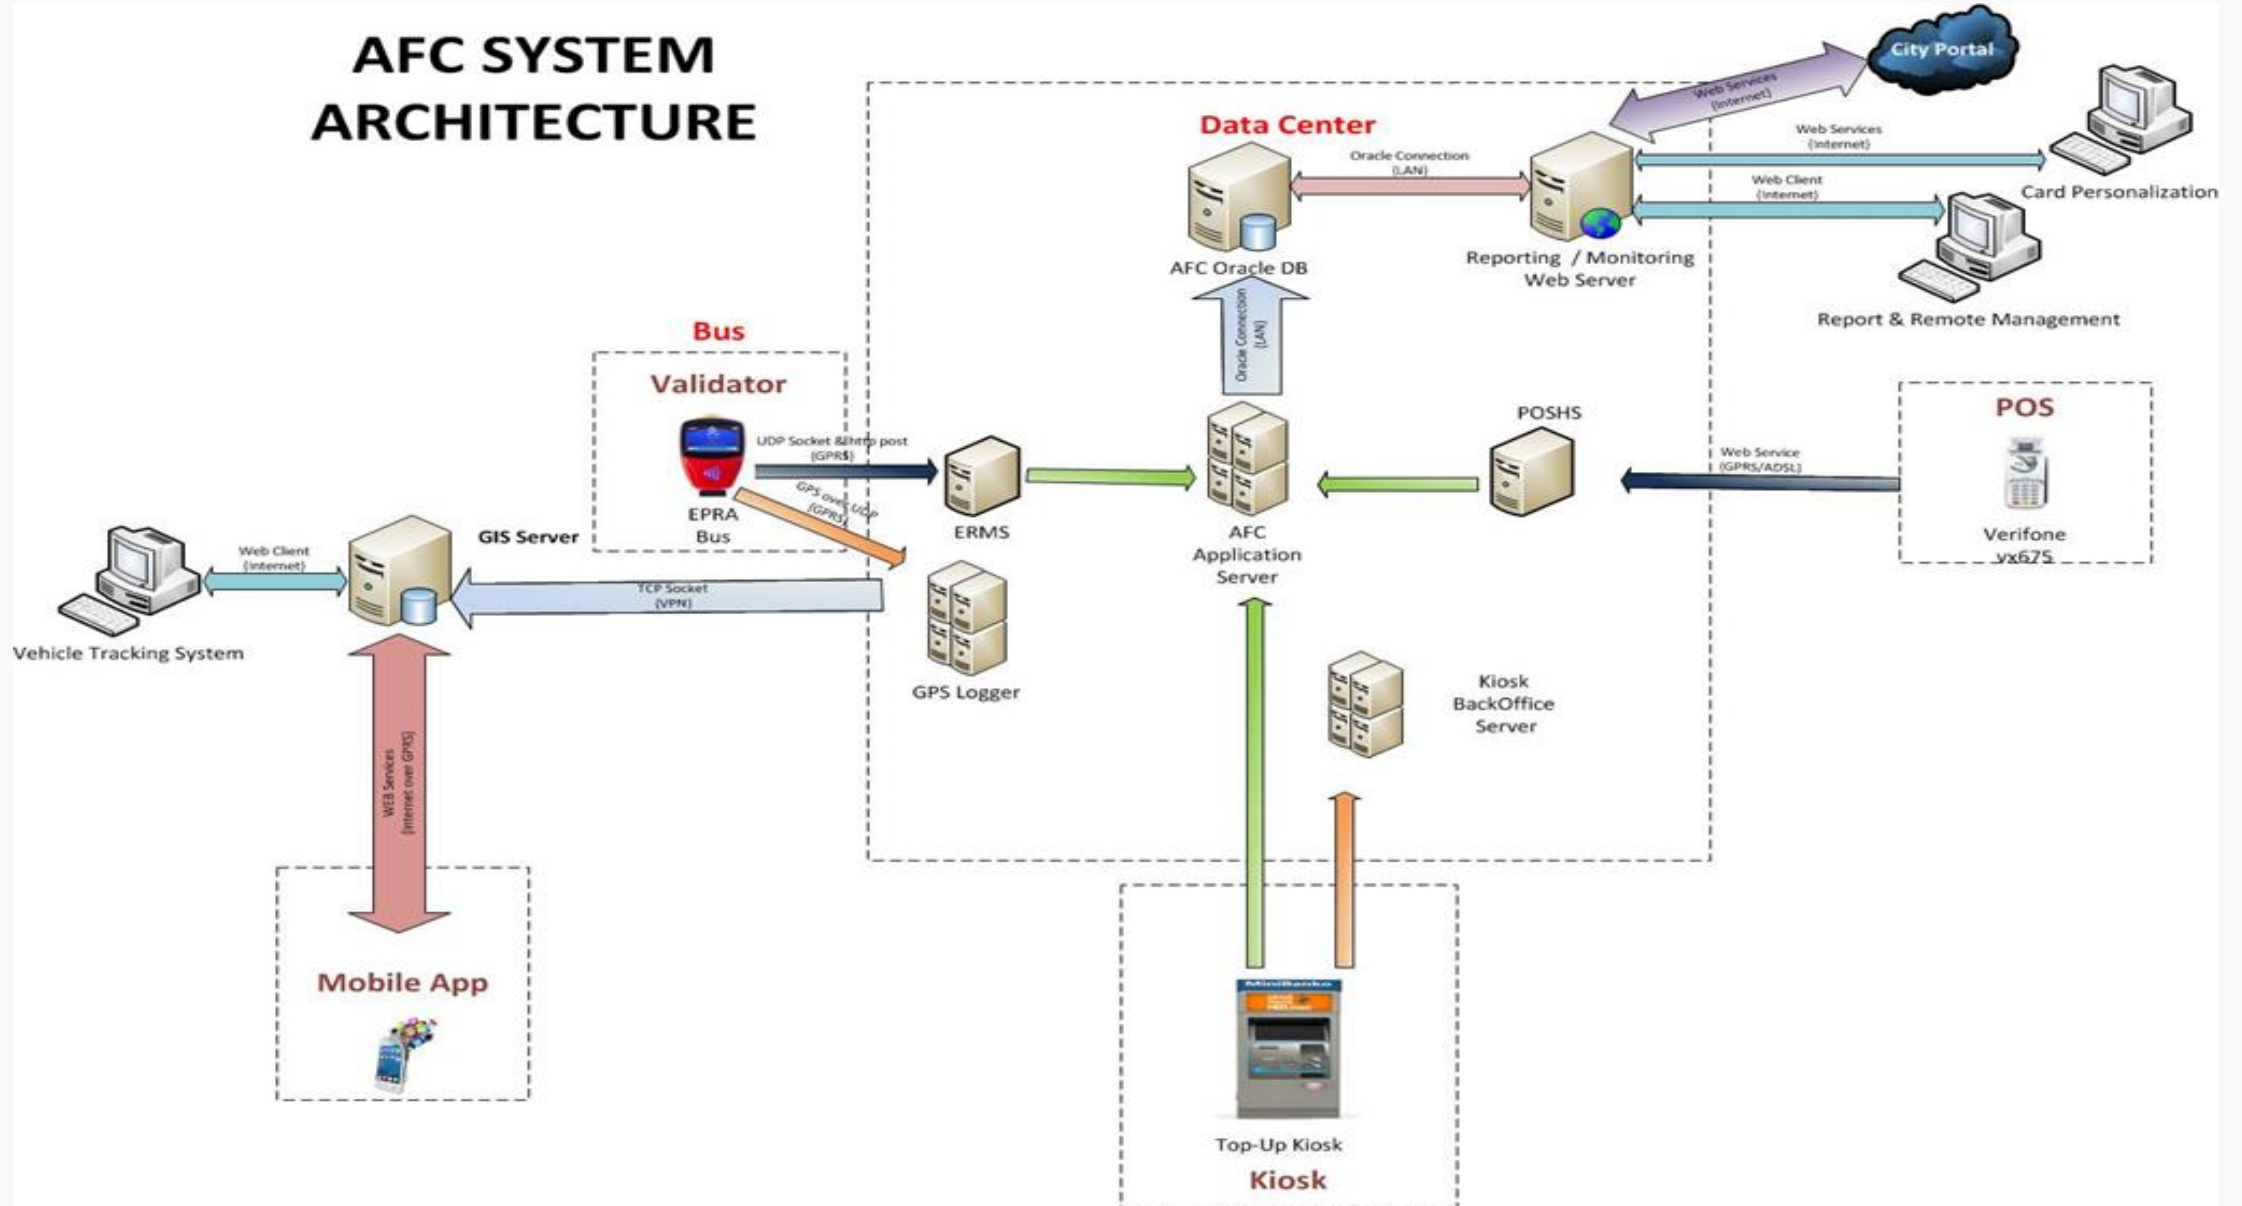 AFC SYSTEM
ARCHITECTURE
City Portal
Web Services
(Internet)
Data Center
Web Services
(Internet)
Oracle Connection
(LAN)
Web Client
(Internet)
Card Personalization
AFC Oracle DB
Reporting / Monitoring
Web Server
Report & Remote Management
Oracle Connection
(LAN)
Bus
Validator
UDP Socket & http post
(GPRS)
GPS over UDP
(GPRS)
EPRA
Bus
ERMS
AFC
Application
Server
POSHS
Web Service
(GPRS/ADSL)
POS
Verifone
vx675
GIS Server
Web Client
(Internet)
TCP Socket
(VPN)
Vehicle Tracking System
GPS Logger
Kiosk
BackOffice
Server
WEB Services
(Internet over GPRS)
Mobile App
MiniBanko
Top-Up Kiosk
Kiosk